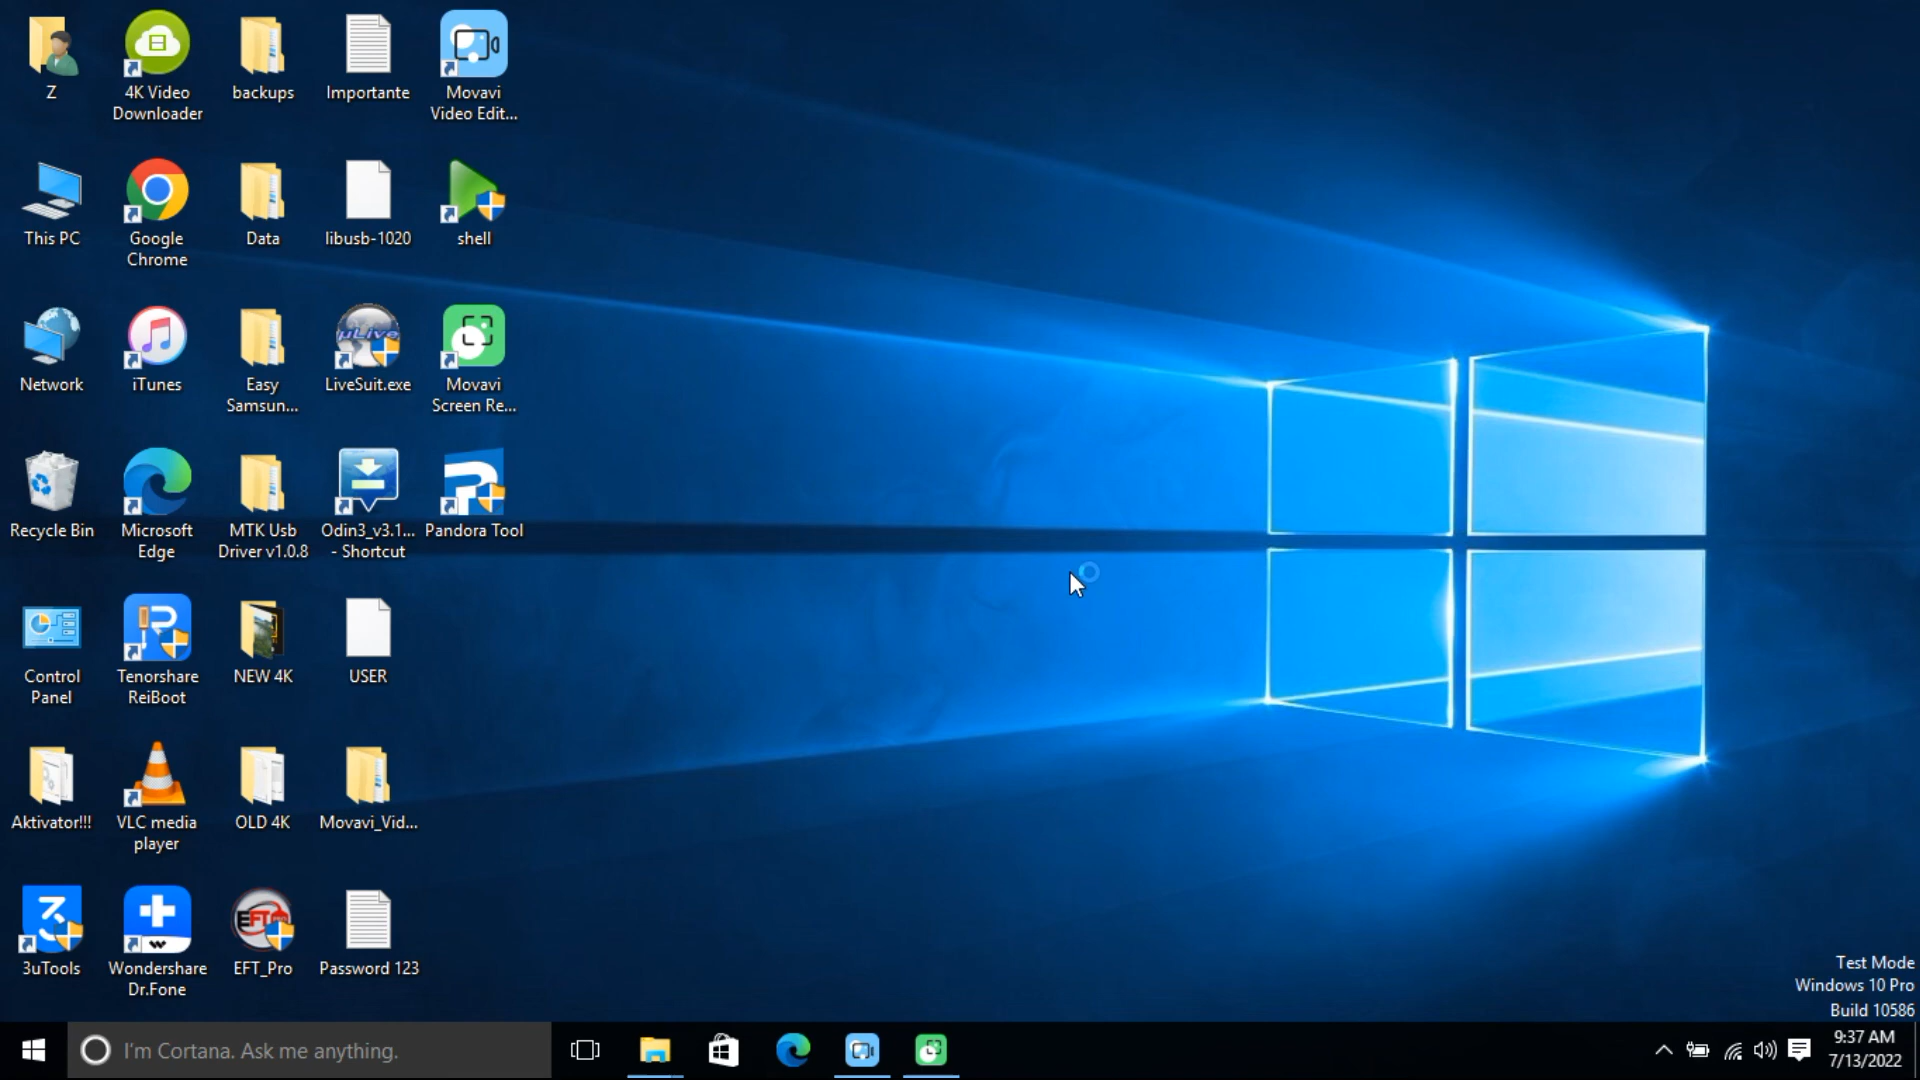 Z
4K Video
Downloader
backups
Importante
Movavi
Video Edit...
This PC
Google
Chrome
Data
libusb-1020
shell
Network
iTunes
Easy
Samsun...
µLive
LiveSuit.exe
Movavi
Screen Re...
Recycle Bin
Microsoft
Edge
MTK Usb
Driver v1.0.8
Odin3_v3.1...
- Shortcut
Pandora Tool
Control
Panel
Tenorshare
ReiBoot
NEW 4K
USER
Aktivator!!!
VLC media
player
OLD 4K
Movavi_Vid...
3uTools
Wondershare
Dr.Fone
EFT
EFT_Pro
Password 123
Test Mode
Windows 10 Pro
Build 10586
I'm Cortana. Ask me anything.
9:37 AM
7/13/2022